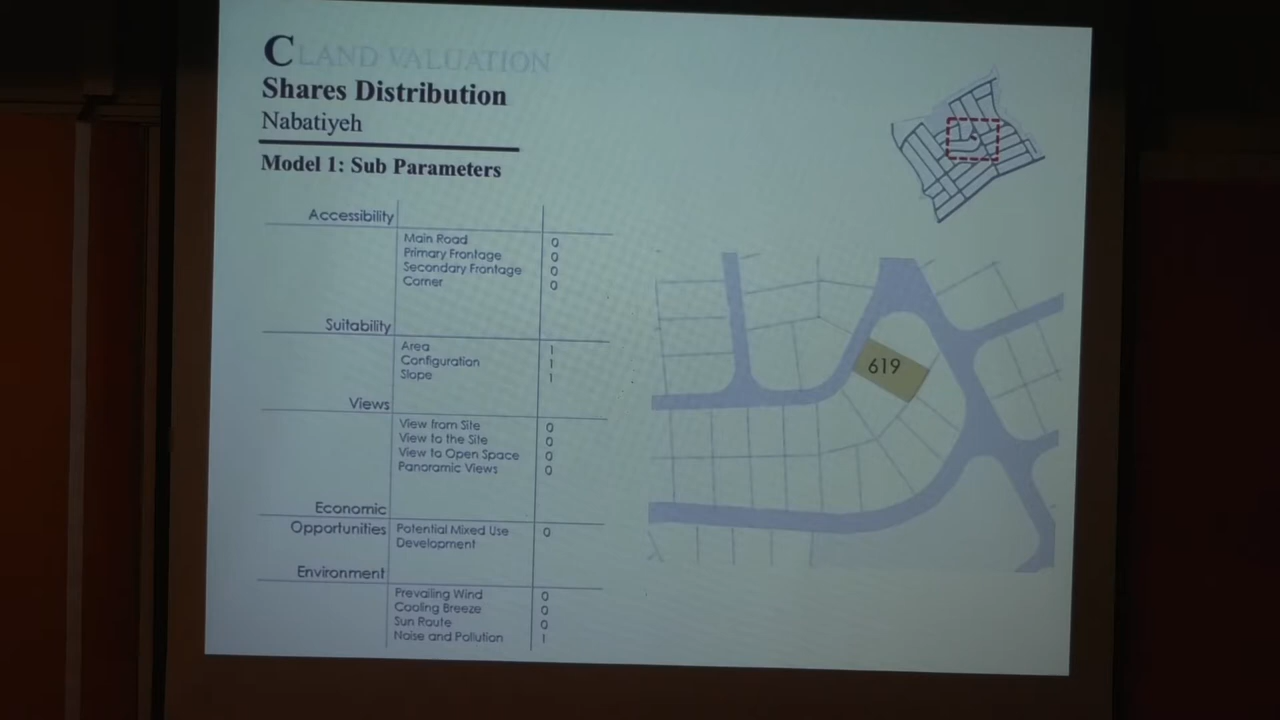 C LAND VALUATION
Shares Distribution
Nabatiyeh
Model 1: Sub Parameters
Accessibility
Main Road 0
Primary Frontage 0
Secondary Frontage 0
Corner 0
Suitability
Area 1
Configuration 1
Slope 1
Views
View from Site 0
View to the Site 0
View to Open Space 0
Panoramic Views 0
Economic
Opportunities Potential Mixed Use 0
Development
Environment
Prevailing Wind 0
Cooling Breeze 0
Sun Route 0
Noise and Pollution 1
619